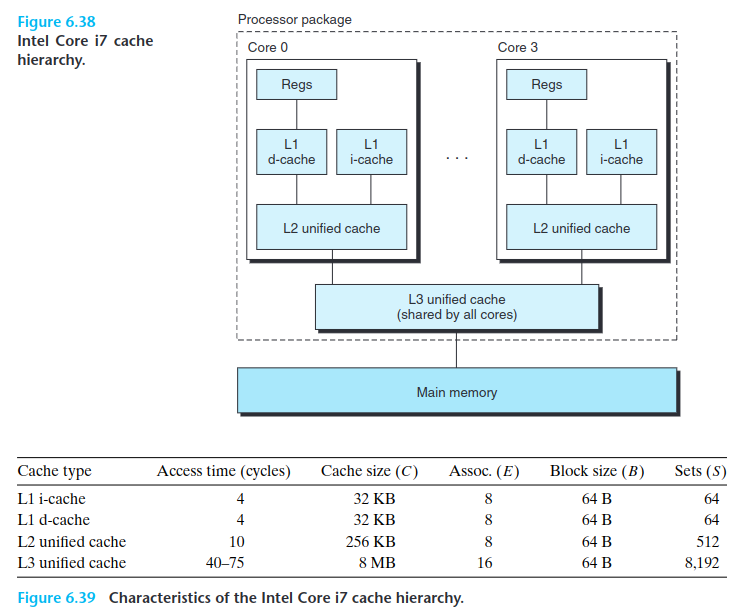 Figure 6.38
Intel Core i7 cache
hierarchy.
Processor package
Core 0
Regs
L1
d-cache
L1
i-cache
L2 unified cache
. . .
Core 3
Regs
L1
d-cache
L1
i-cache
L2 unified cache
L3 unified cache
(shared by all cores)
Main memory
Cache type Access time (cycles) Cache size (C) Assoc. (E) Block size (B) Sets (S)
L1 i-cache 4 32 KB 8 64 B 64
L1 d-cache 4 32 KB 8 64 B 64
L2 unified cache 10 256 KB 8 64 B 512
L3 unified cache 40–75 8 MB 16 64 B 8,192
Figure 6.39 Characteristics of the Intel Core i7 cache hierarchy.